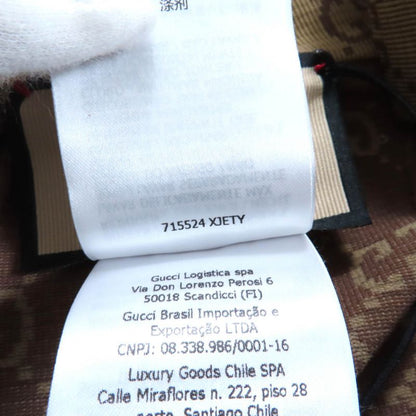 涤剂
715524 XJETY
Gucci Logistica spa
Via Don Lorenzo Perosi 6
50018 Scandicci (FI)
Gucci Brasil Importação e
Exportação LTDA
CNPJ: 08.338.986/0001-16
Luxury Goods Chile SPA
Calle Miraflores n. 222, piso 28
norte, Santiago Chile